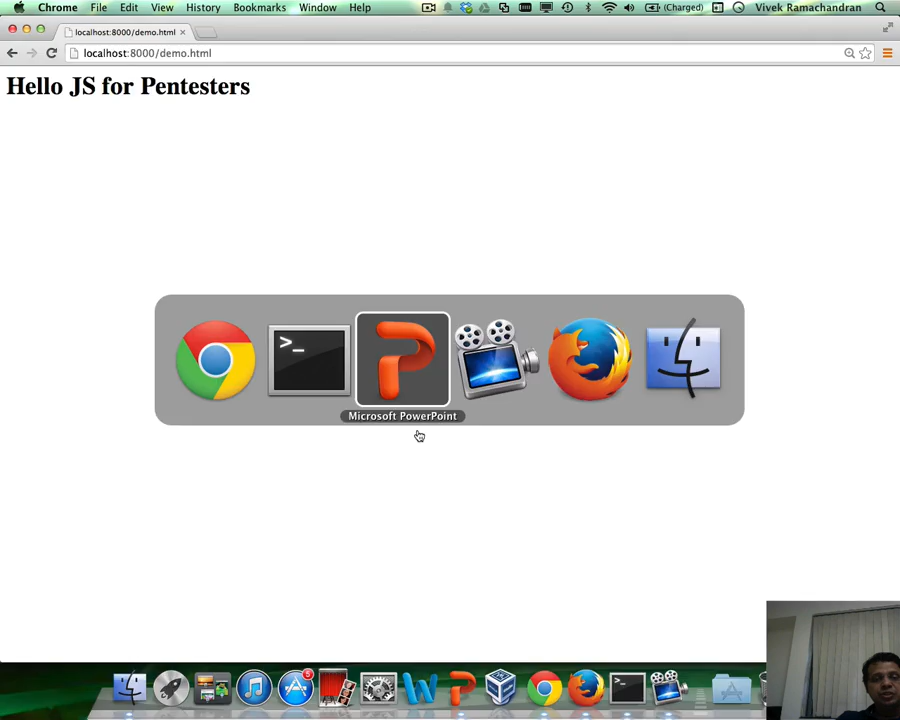 Chrome File Edit View History Bookmarks Window Help (Charged) Vivek Ramachandran
localhost:8000/demo.html
localhost:8000/demo.html
Hello JS for Pentesters
>_
Microsoft PowerPoint